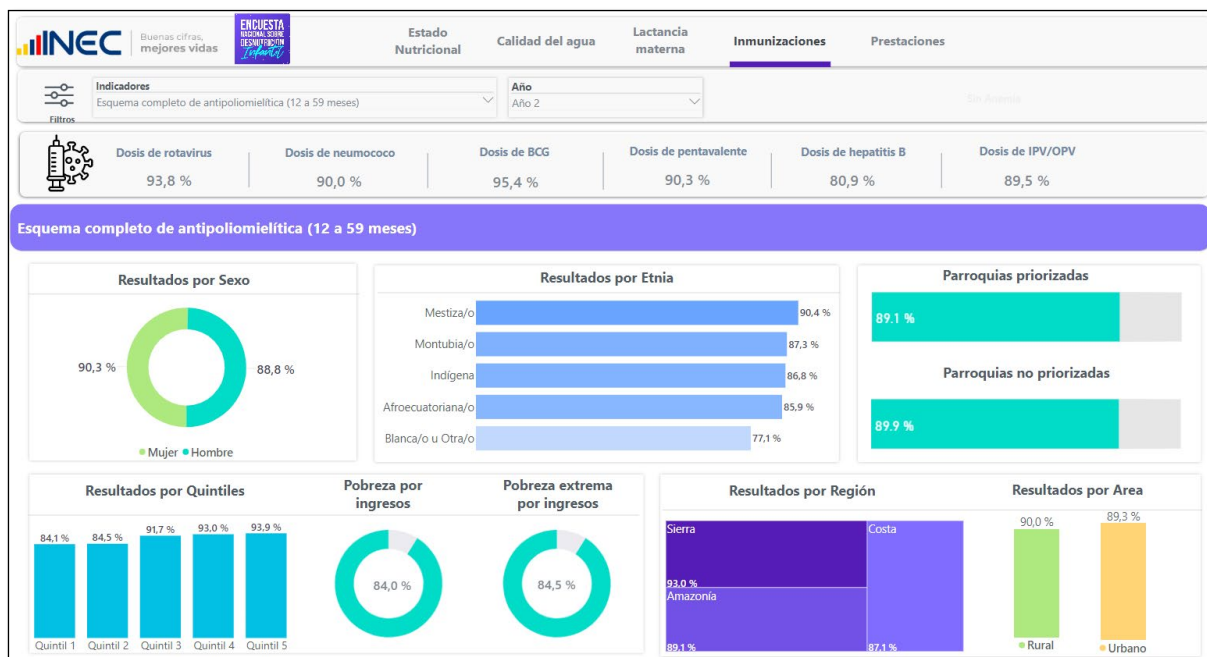 INEC
Buenas cifras,
mejores vidas
ENCUESTA
NACIONAL SOBRE
DESNUTRICIÓN
Infantil
Estado
Nutricional
Calidad del agua
Lactancia
materna
Inmunizaciones
Prestaciones
Filtros
Indicadores
Esquema completo de antipoliomielítica (12 a 59 meses)
Año
Año 2
Dosis de rotavirus
93,8 %
Dosis de neumococo
90,0 %
Dosis de BCG
95,4 %
Dosis de pentavalente
90,3 %
Dosis de hepatitis B
80,9 %
Dosis de IPV/OPV
89,5 %
Esquema completo de antipoliomielítica (12 a 59 meses)
Resultados por Sexo
90,3 %
88,8 %
Mujer
Hombre
Resultados por Etnia
Mestiza/o
90,4 %
Montubia/o
87,3 %
Indígena
86,8 %
Afroecuatoriana/o
85,9 %
Blanca/o u Otra/o
77,1 %
Parroquias priorizadas
89.1 %
Parroquias no priorizadas
89.9 %
Resultados por Quintiles
84,1 %
84,5 %
91,7 %
93,0 %
93,9 %
Quintil 1
Quintil 2
Quintil 3
Quintil 4
Quintil 5
Pobreza por
ingresos
84,0 %
Pobreza extrema
por ingresos
84,5 %
Resultados por Región
Sierra
93.0 %
Amazonía
89.1 %
Costa
87.1 %
Resultados por Area
90,0 %
89,3 %
Rural
Urbano